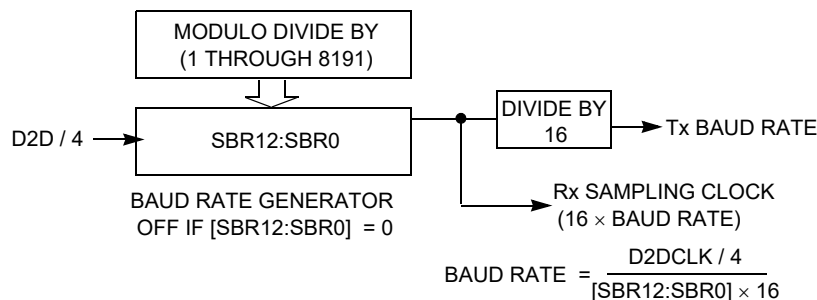 MODULO DIVIDE BY
(1 THROUGH 8191)
D2D / 4
SBR12:SBR0
DIVIDE BY
16
Tx BAUD RATE
BAUD RATE GENERATOR
OFF IF [SBR12:SBR0] = 0
Rx SAMPLING CLOCK
(16 × BAUD RATE)
BAUD RATE =
D2DCLK / 4
[SBR12:SBR0] × 16